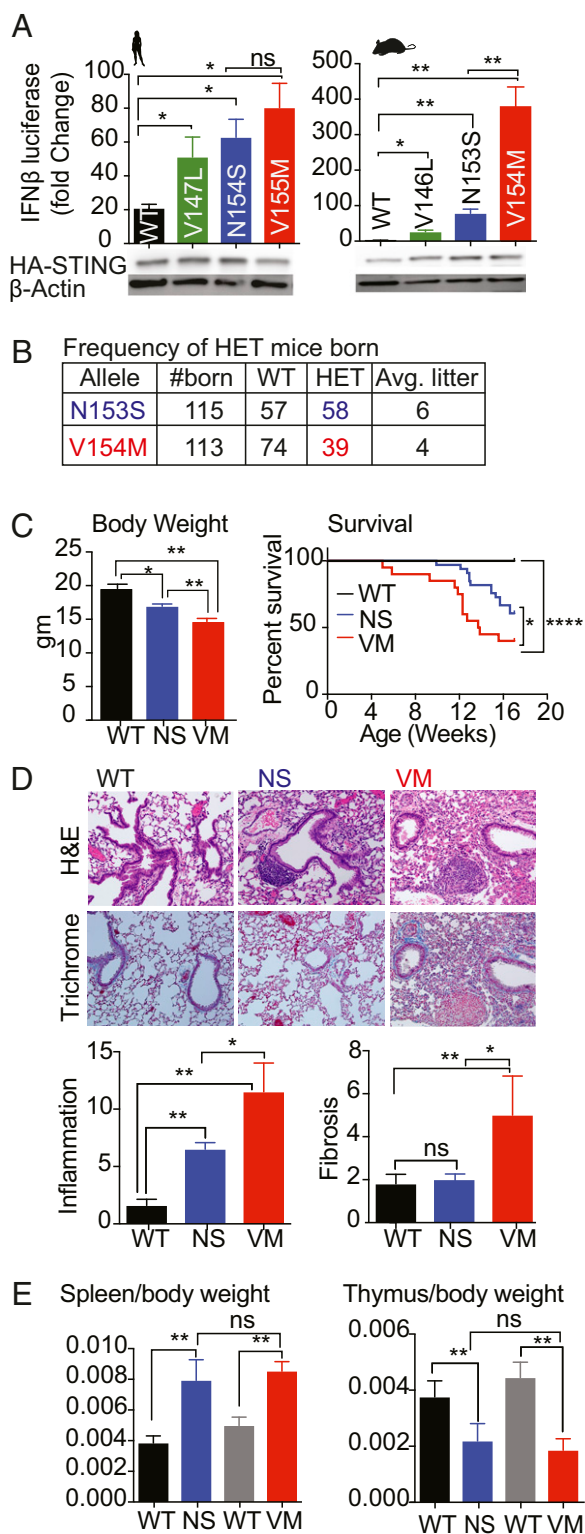 A
IFNβ luciferase
(fold Change)
100
80
60
40
20
0
*
*
*
ns
WT
V147L
N154S
V155M
500
400
300
200
100
0
**
**
**
*
WT
V146L
N153S
V154M
HA-STING
β-Actin
B
Frequency of HET mice born
Allele #born WT HET Avg. litter
N153S 115 57 58 6
V154M 113 74 39 4
C
Body Weight
gm
25
20
15
10
5
0
**
*
**
WT NS VM
Survival
Percent survival
100
50
0
WT
NS
VM
* ****
0 4 8 12 16 20
Age (Weeks)
D
WT NS VM
H&E
Trichrome
Inflammation
15
10
5
0
*
**
**
WT NS VM
Fibrosis
8
6
4
2
0
** *
ns
WT NS VM
E
Spleen/body weight
0.010
0.008
0.006
0.004
0.002
0.000
ns
** **
WT NS WT VM
Thymus/body weight
0.006
0.004
0.002
0.000
ns
** **
WT NS WT VM